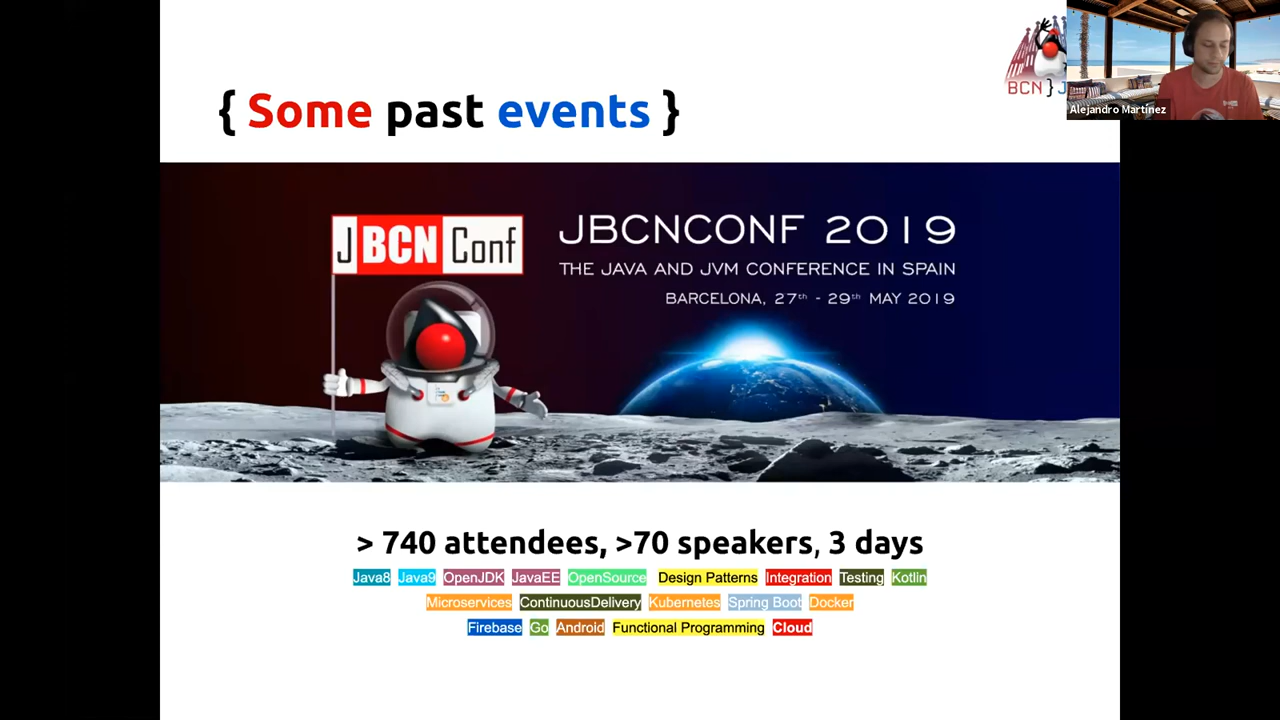 { Some past events }
BCN } J
Alejandro Martínez
J BCN Conf
JBCNCONF 2019
THE JAVA AND JVM CONFERENCE IN SPAIN
BARCELONA, 27th - 29th MAY 2019
> 740 attendees, >70 speakers, 3 days
Java8 Java9 OpenJDK JavaEE OpenSource Design Patterns Integration Testing Kotlin
Microservices ContinuousDelivery Kubernetes Spring Boot Docker
Firebase Go Android Functional Programming Cloud